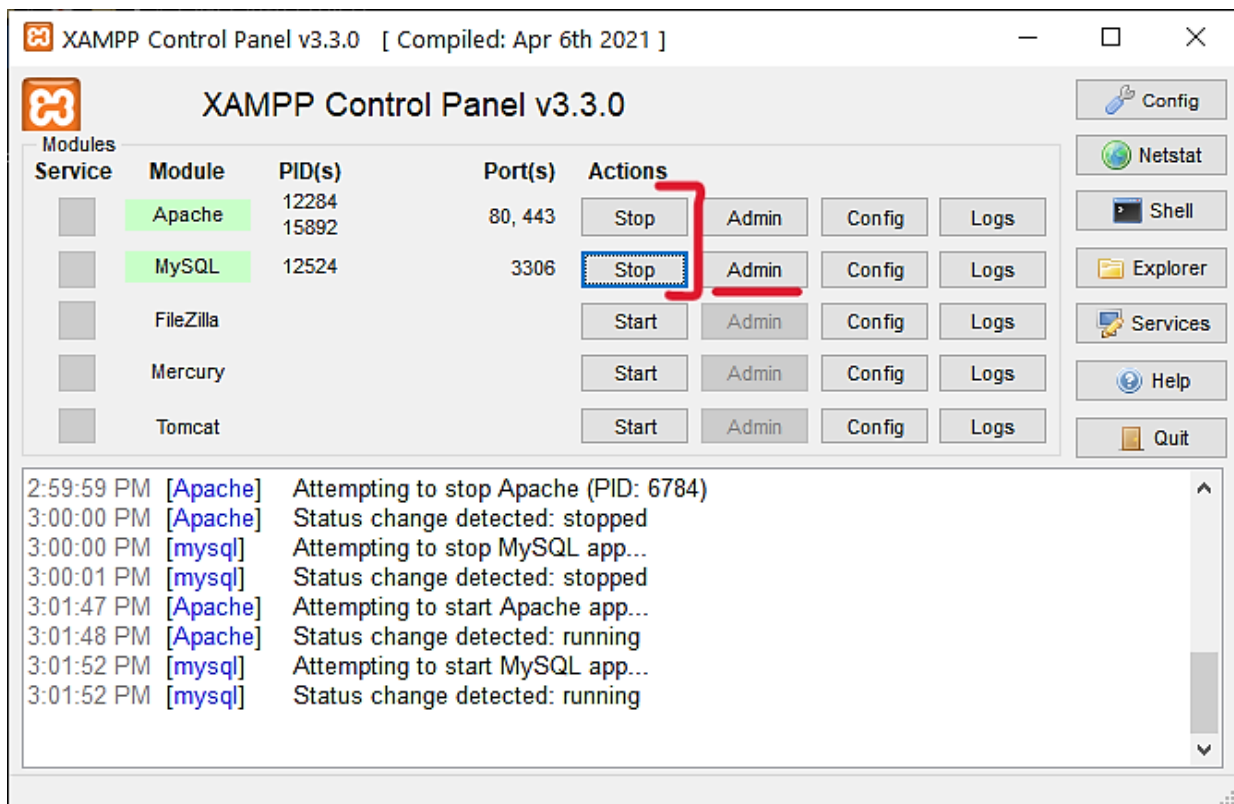 XAMPP Control Panel v3.3.0 [ Compiled: Apr 6th 2021 ]
XAMPP Control Panel v3.3.0
Config
Modules
Netstat
Service Module PID(s) Port(s) Actions
Apache 12284 15892 80, 443 Stop Admin Config Logs
Shell
MySQL 12524 3306 Stop Admin Config Logs
Explorer
FileZilla Start Admin Config Logs
Services
Mercury Start Admin Config Logs
Help
Tomcat Start Admin Config Logs
Quit
2:59:59 PM [Apache] Attempting to stop Apache (PID: 6784)
3:00:00 PM [Apache] Status change detected: stopped
3:00:00 PM [mysql] Attempting to stop MySQL app...
3:00:01 PM [mysql] Status change detected: stopped
3:01:47 PM [Apache] Attempting to start Apache app...
3:01:48 PM [Apache] Status change detected: running
3:01:52 PM [mysql] Attempting to start MySQL app...
3:01:52 PM [mysql] Status change detected: running